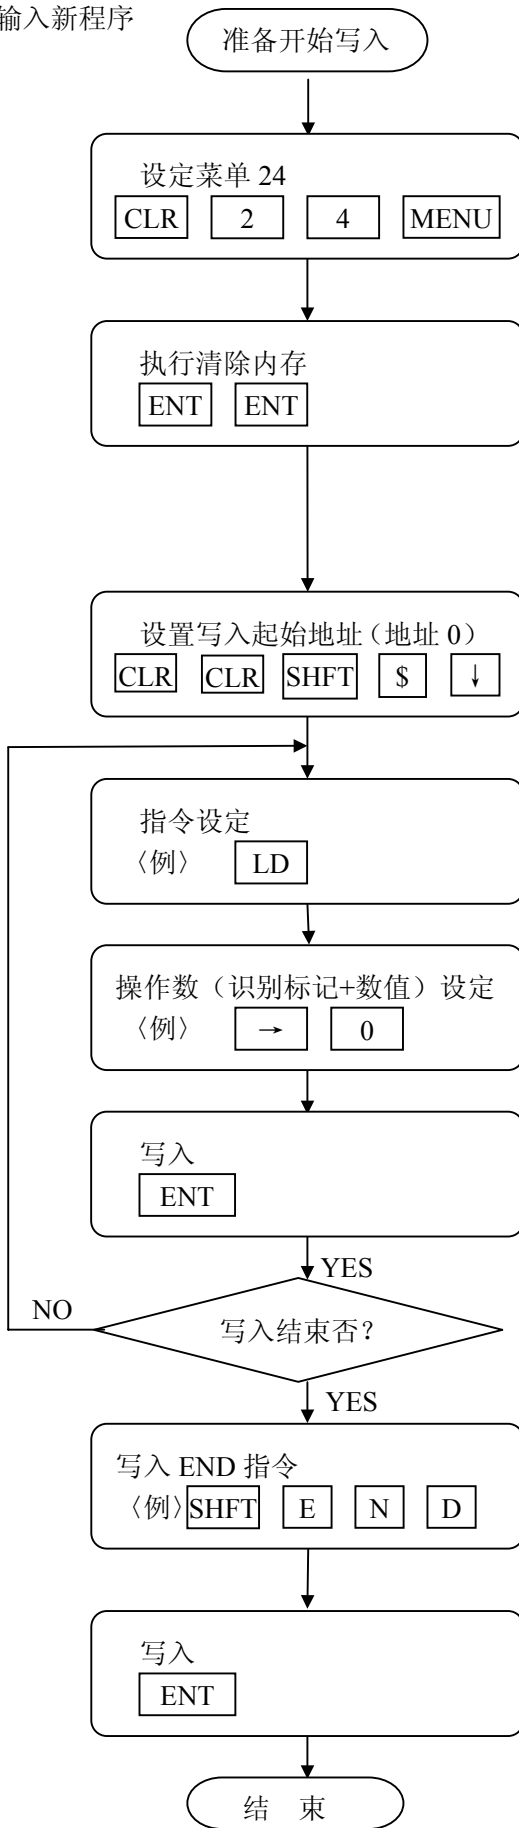 输入新程序
准备开始写入
设定菜单 24
CLR 2 4 MENU
执行清除内存
ENT ENT
设置写入起始地址（地址 0）
CLR CLR SHFT $ ↓
指令设定
〈例〉 LD
操作数（识别标记+数值）设定
〈例〉 → 0
写入
ENT
YES
NO
写入结束否？
YES
写入 END 指令
〈例〉 SHFT E N D
写入
ENT
结 束